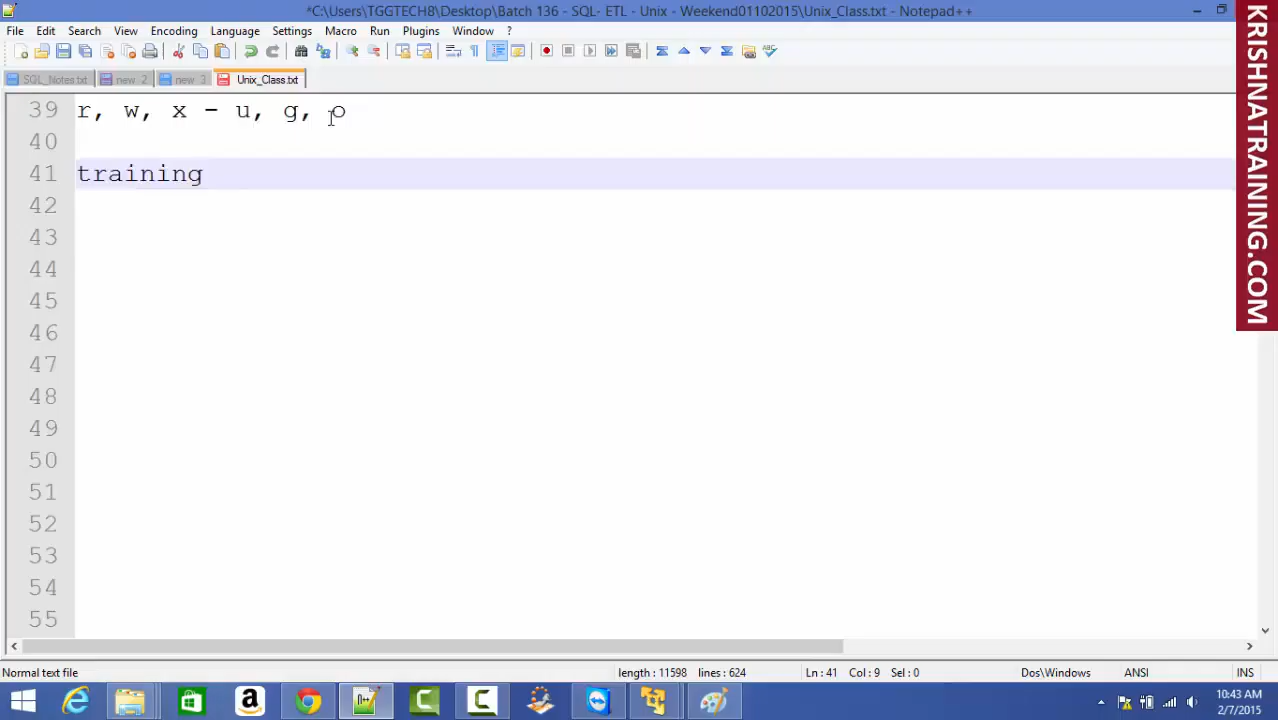 *C:\Users\TGGTECH8\Desktop\Batch 136 - SQL- ETL - Unix - Weekend01102015\Unix_Class.txt - Notepad++
File Edit Search View Encoding Language Settings Macro Run Plugins Window ?
SQL_Notes.txt new 2 new 3 Unix_Class.txt
39 r, w, x - u, g, o
40
41 training
42
43
44
45
46
47
48
49
50
51
52
53
54
55
Normal text file length : 11598 lines : 624 Ln : 41 Col : 9 Sel : 0 Dos\Windows ANSI INS
10:43 AM
2/7/2015
KRISHNATRAINING.COM